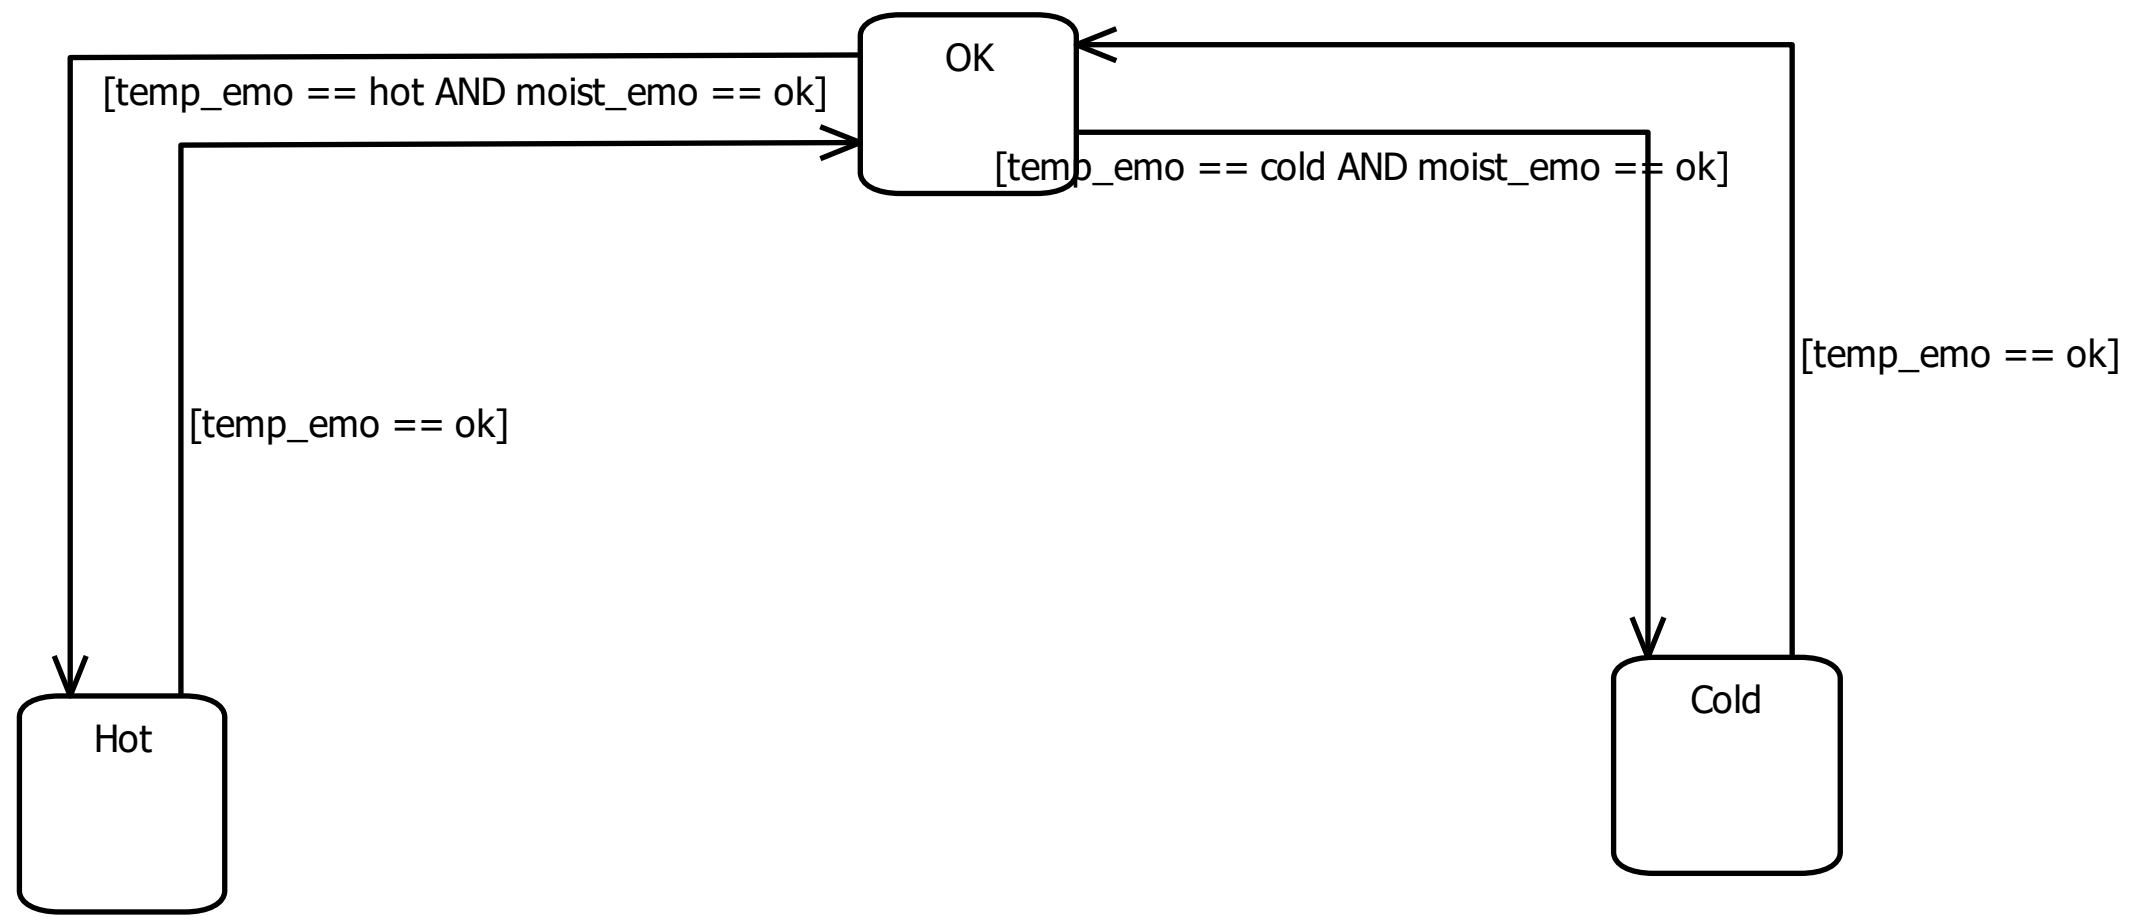 OK
[temp_emo == hot AND moist_emo == ok]
[temp_emo == cold AND moist_emo == ok]
[temp_emo == ok]
[temp_emo == ok]
Cold
Hot